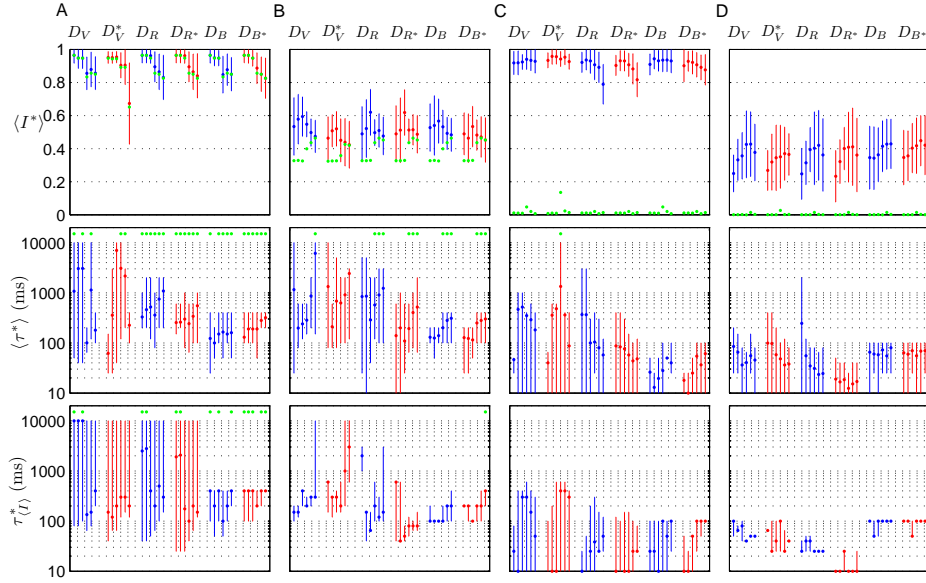 A B C D
D_V D_V^* D_R D_{R^*} D_B D_{B^*} D_V D_V^* D_R D_{R^*} D_B D_{B^*} D_V D_V^* D_R D_{R^*} D_B D_{B^*} D_V D_V^* D_R D_{R^*} D_B D_{B^*}
1
0.8
⟨I*⟩
0.6
0.4
0.2
0
10000
1000
⟨τ*⟩ (ms)
100
10
10000
1000
τ*_{⟨I⟩} (ms)
100
10